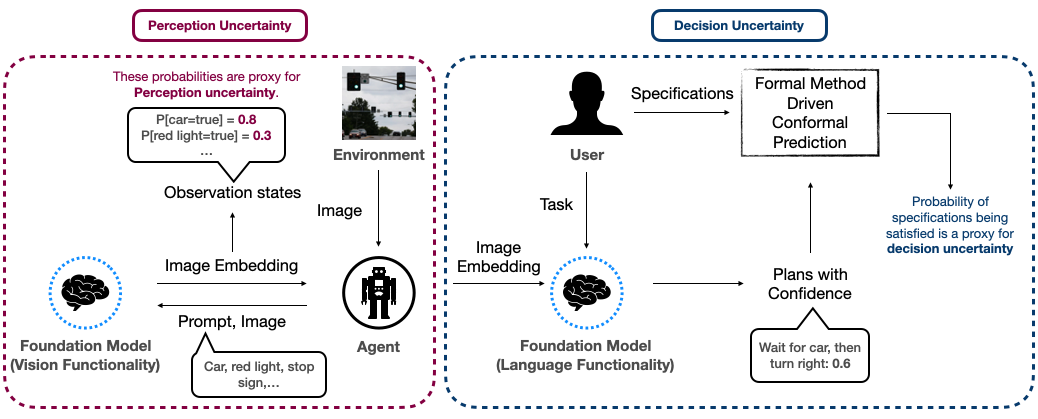 Perception Uncertainty
These probabilities are proxy for
Perception uncertainty.
P[car=true] = 0.8
P[red light=true] = 0.3
...
Observation states
Environment
Image
Image Embedding
Prompt, Image
Foundation Model
(Vision Functionality)
Car, red light, stop
sign,...
Agent
Decision Uncertainty
User
Specifications
Formal Method
Driven
Conformal
Prediction
Task
Image
Embedding
Foundation Model
(Language Functionality)
Plans with
Confidence
Wait for car, then
turn right: 0.6
Probability of
specifications being
satisfied is a proxy for
decision uncertainty